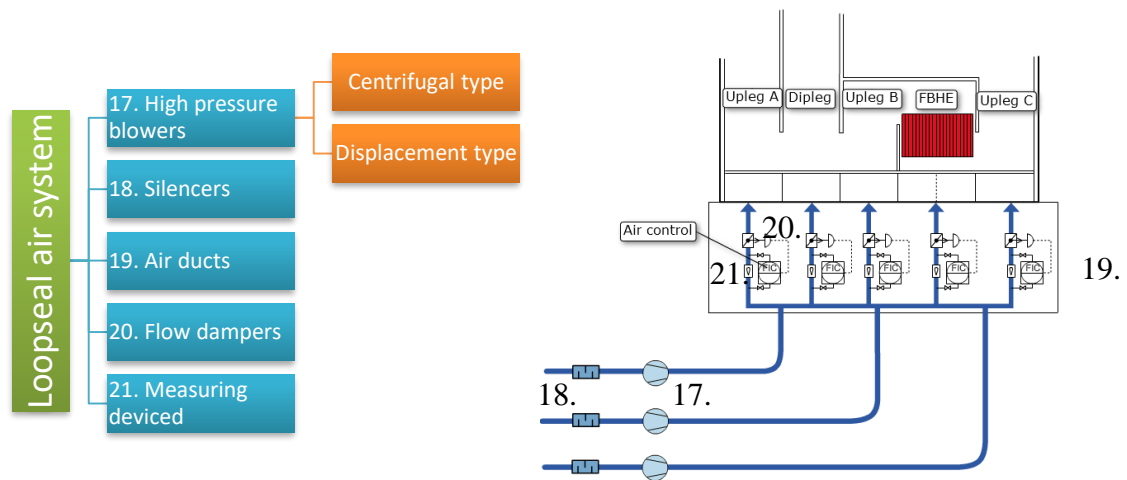 Loopseal air system
17. High pressure
blowers
18. Silencers
19. Air ducts
20. Flow dampers
21. Measuring
deviced
Centrifugal type
Displacement type
Upleg A
Dipleg
Upleg B
FBHE
Upleg C
Air control
20.
21.
FIC
FIC
FIC
FIC
FIC
19.
18.
17.